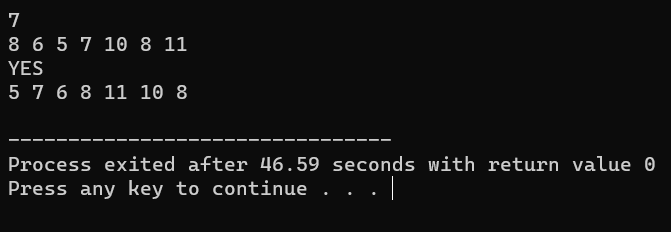 7
8 6 5 7 10 8 11
YES
5 7 6 8 11 10 8
--------------------------------
Process exited after 46.59 seconds with return value 0
Press any key to continue . . .